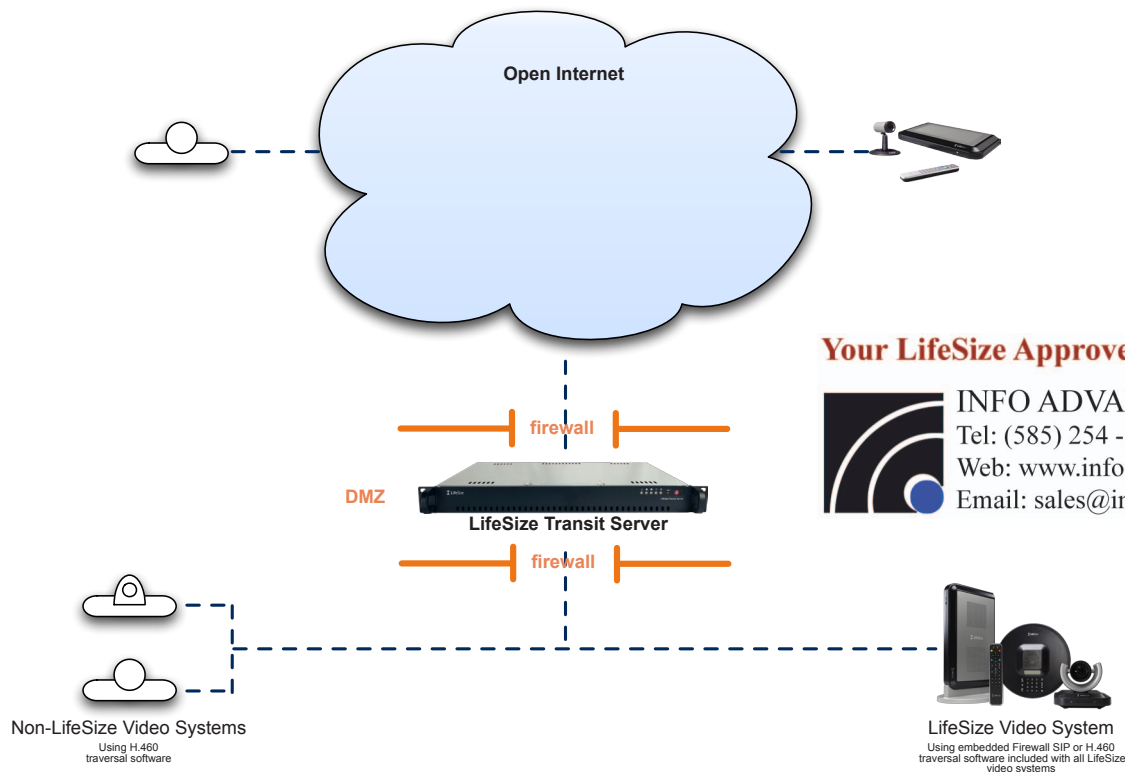 Open Internet
Your LifeSize Approve
firewall
INFO ADVA
Tel: (585) 254 -
Web: www.info
Email: sales@in
DMZ
LifeSize
LifeSize Transit Server
firewall
Non-LifeSize Video Systems
Using H.460
traversal software
LifeSize Video System
Using embedded Firewall SIP or H.460
traversal software included with all LifeSize
video systems